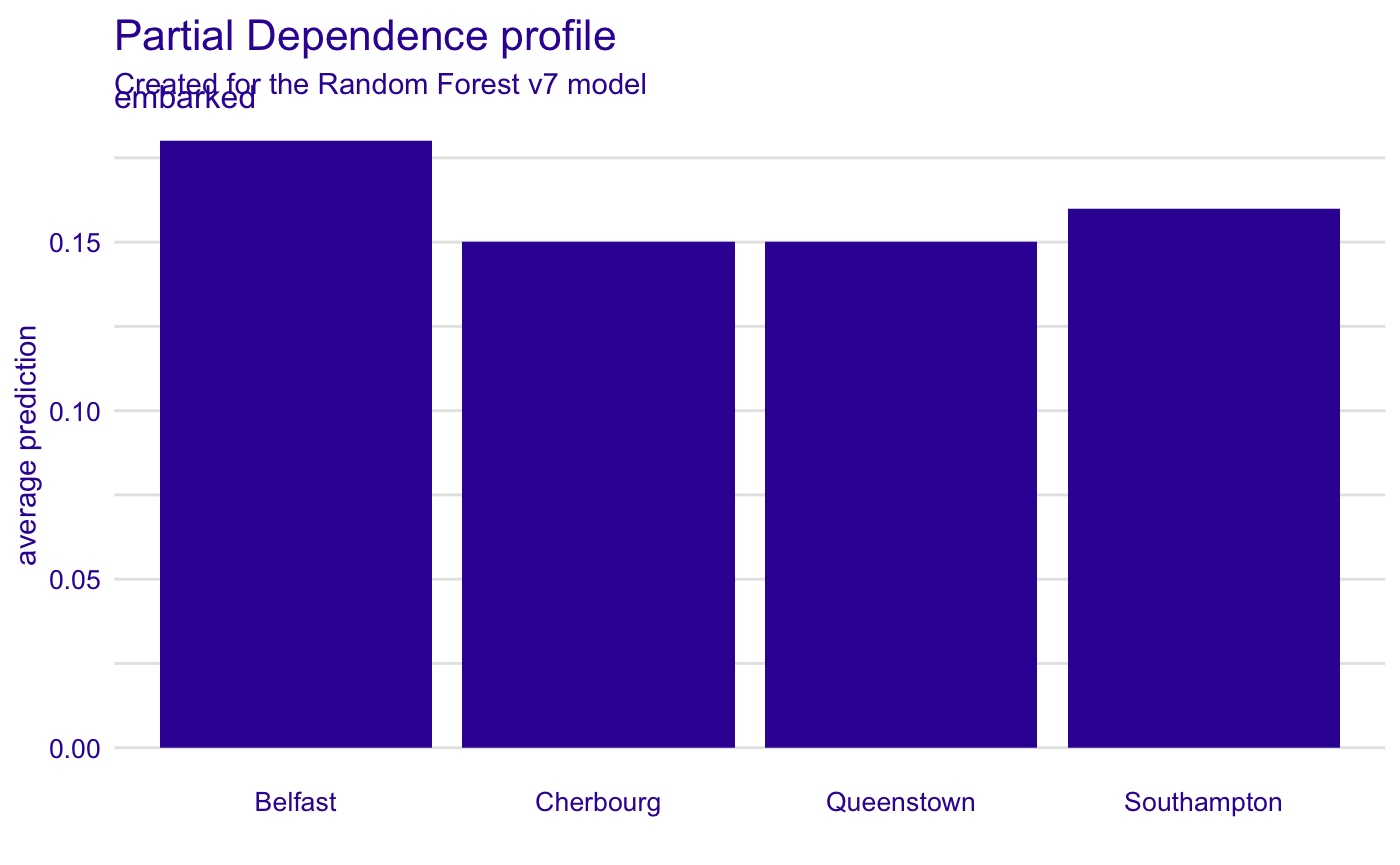 Partial Dependence profile
Created for the Random Forest v7 model
embarked
average prediction
0.15
0.10
0.05
0.00
Belfast
Cherbourg
Queenstown
Southampton